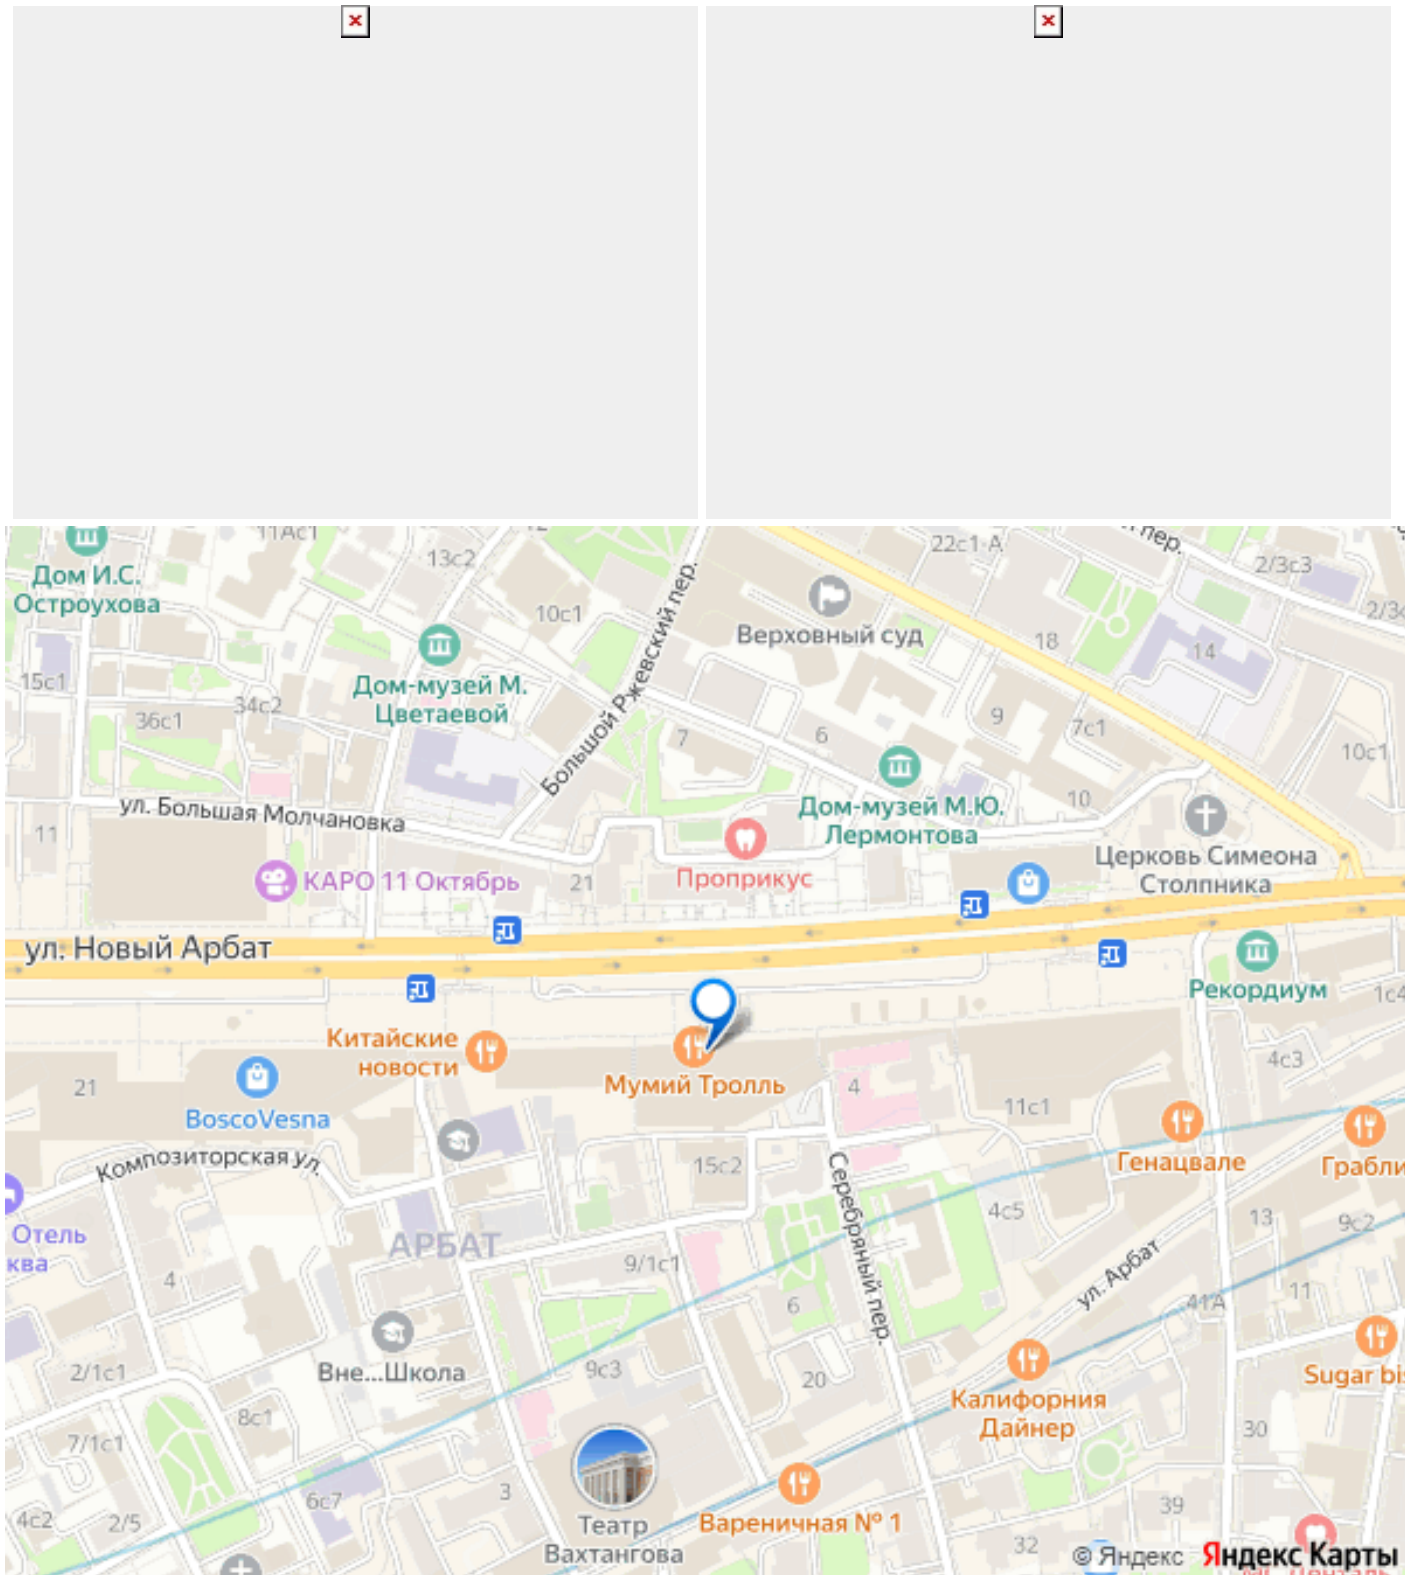 11Ас1
13с2
22с1-А
2/3с3
Дом И.С.
Остроухова
10с1
Верховный суд
18
14
15с1
Дом-музей М.
Цветаевой
Большой Ржевский пер.
36с1
34с2
7
6
9
7с1
10с1
ул. Большая Молчановка
Дом-музей М.Ю.
Лермонтова
10
11
КАРО 11 Октябрь
21
Проприкус
Церковь Симеона
Столпника
ул. Новый Арбат
Рекордиум
Китайские
новости
21
BoscoVesna
Мумий Тролль
4
11с1
4с3
Композиторская ул.
15с2
Генацвале
Грабли
Серебряный пер.
Отель
АРБАТ
4с5
13
9с2
4
9/1с1
6
ул. Арбат
41А
11
Вне...Школа
2/1с1
9с3
20
Калифорния
Дайнер
Sugar bis
8с1
7/1с1
30
6с7
3
4с2
2/5
Театр
Вахтангова
Вареничная № 1
39
32
© Яндекс Яндекс Карты